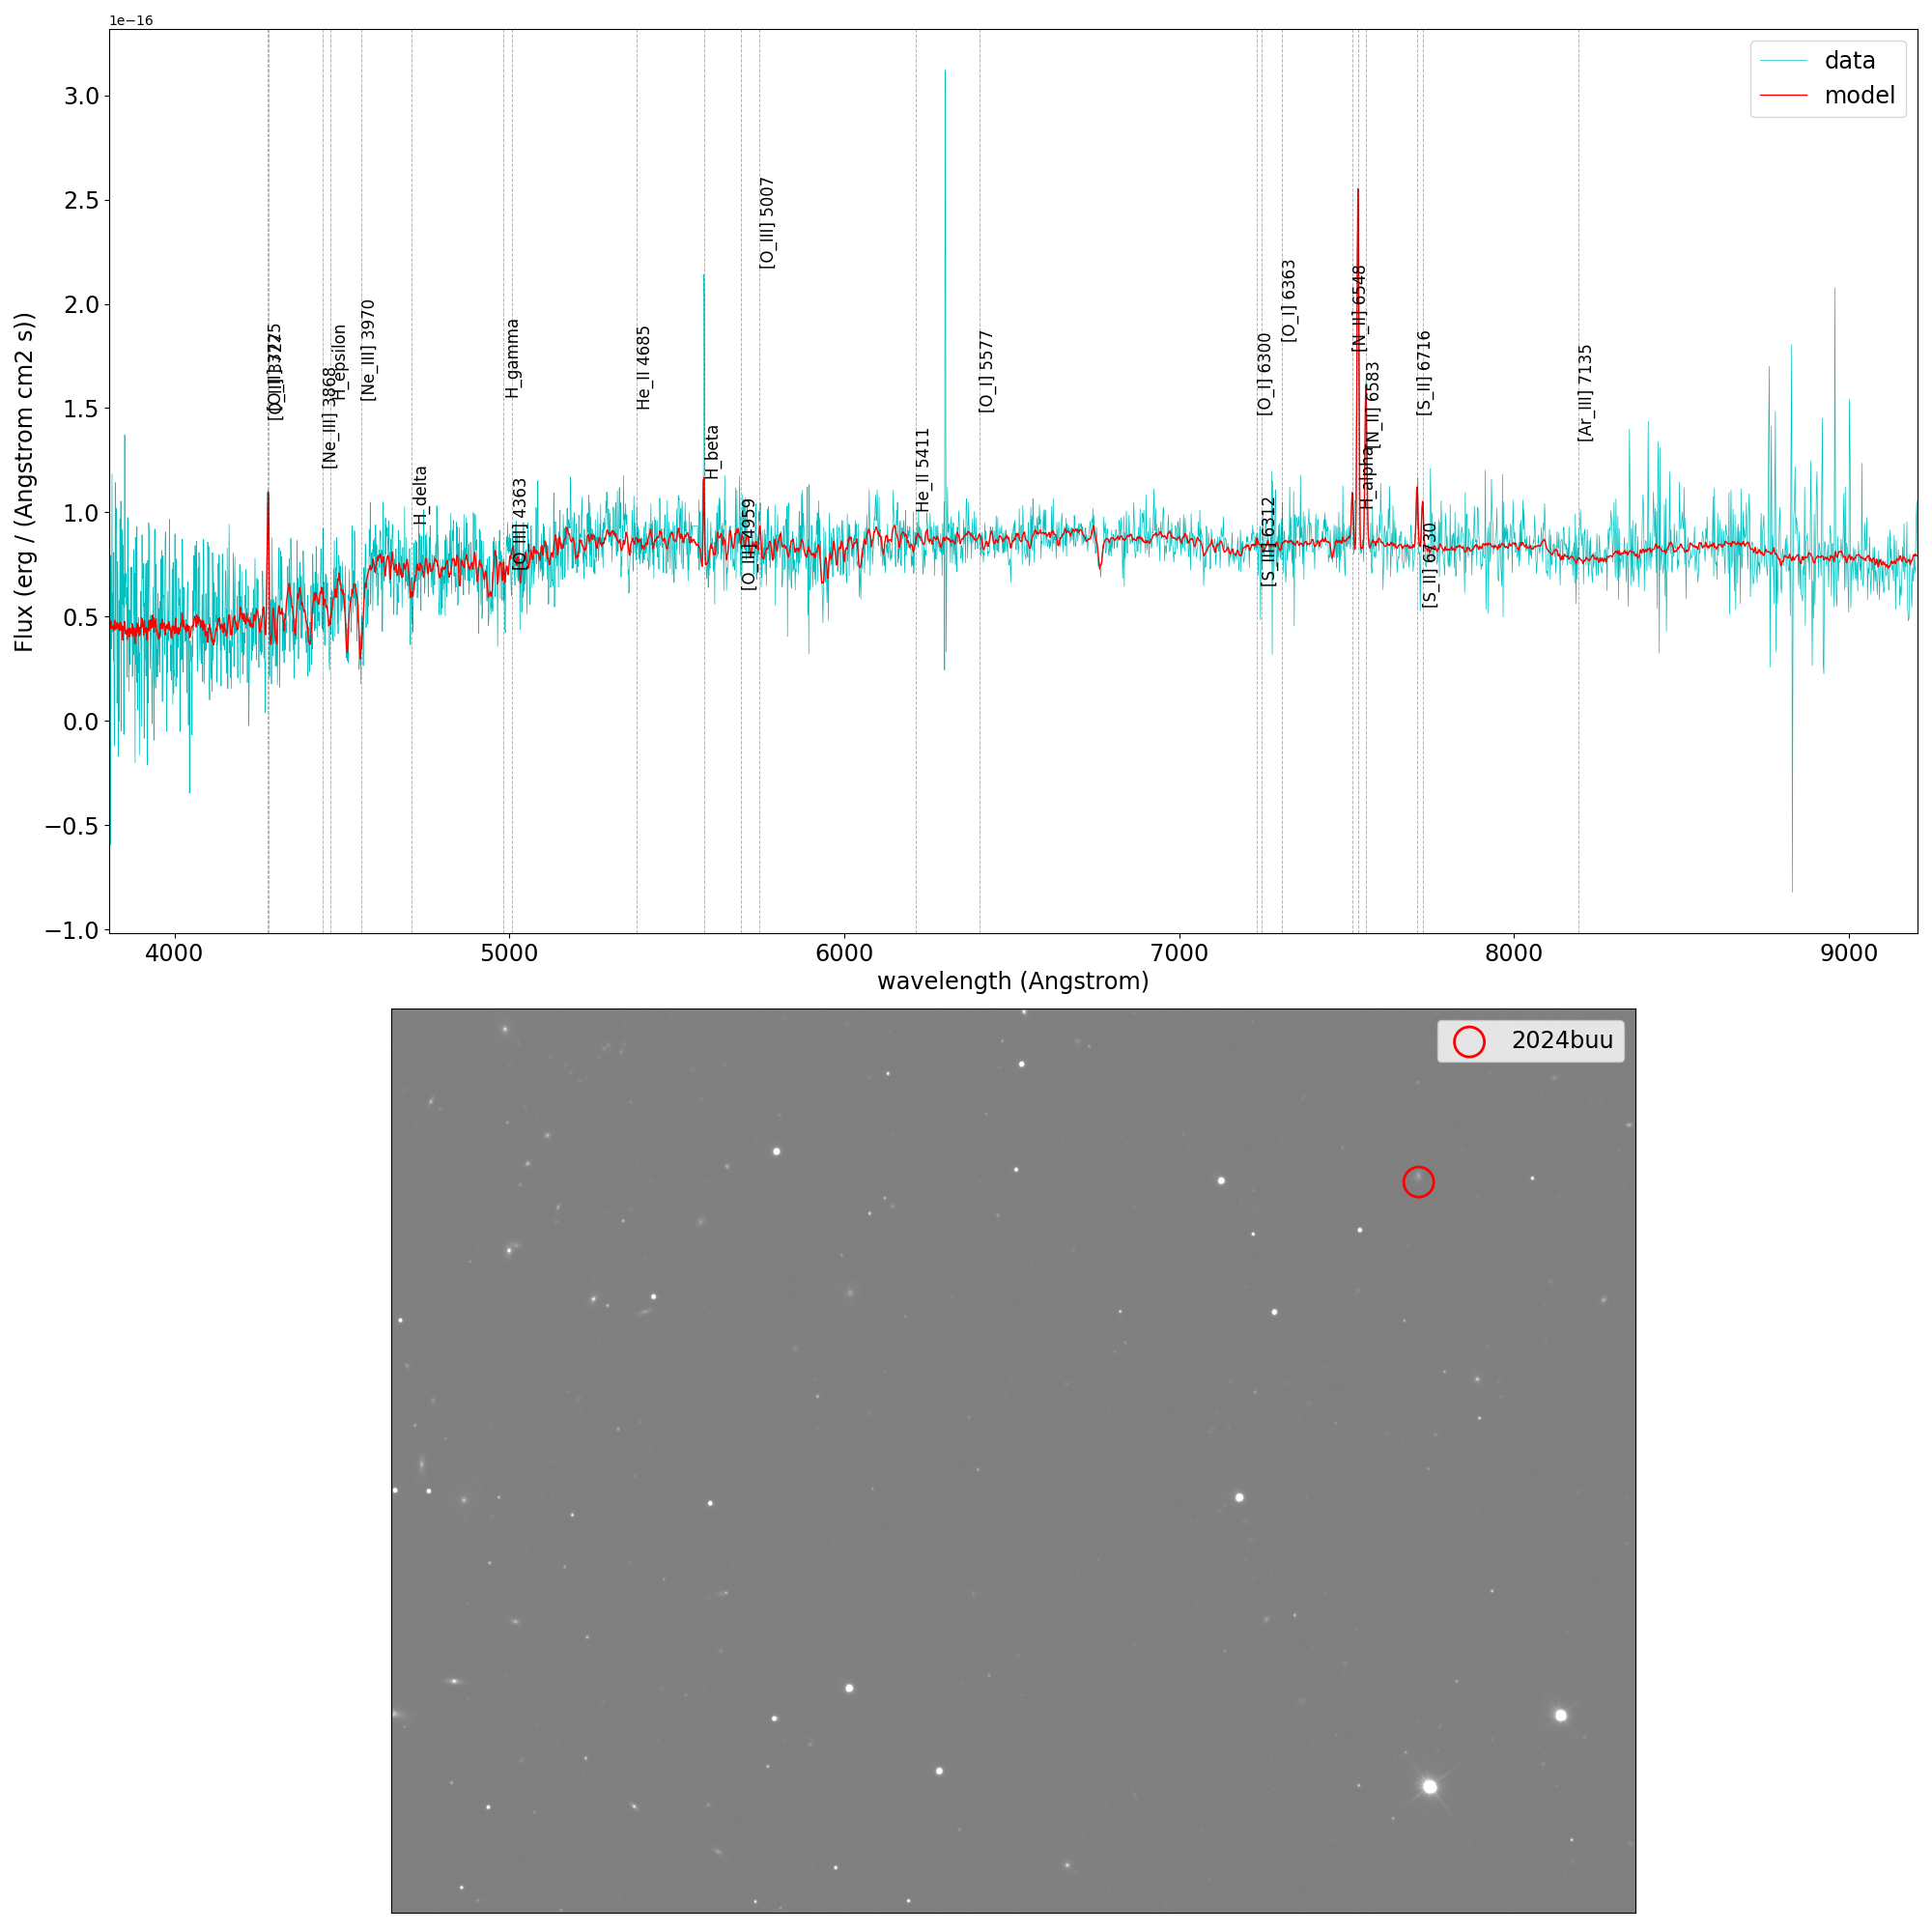 1e−16
data
model
3.0
2.5
2.0
1.5
1.0
0.5
0.0
−0.5
−1.0
Flux (erg / (Angstrom cm2 s))
[Ne_III] 3868
H_epsilon
[Ne_III] 3970
H_delta
H_gamma
[O_III] 4363
He_II 4685
H_beta
[O_III] 4959
[O_III] 5007
He_II 5411
[O_I] 5577
[O_I] 6300
[S_III] 6312
[O_I] 6363
[N_II] 6548
H_alpha
[N_II] 6583
[S_II] 6716
[S_II] 6730
[Ar_III] 7135
4000 5000 6000 7000 8000 9000
wavelength (Angstrom)
2024buu